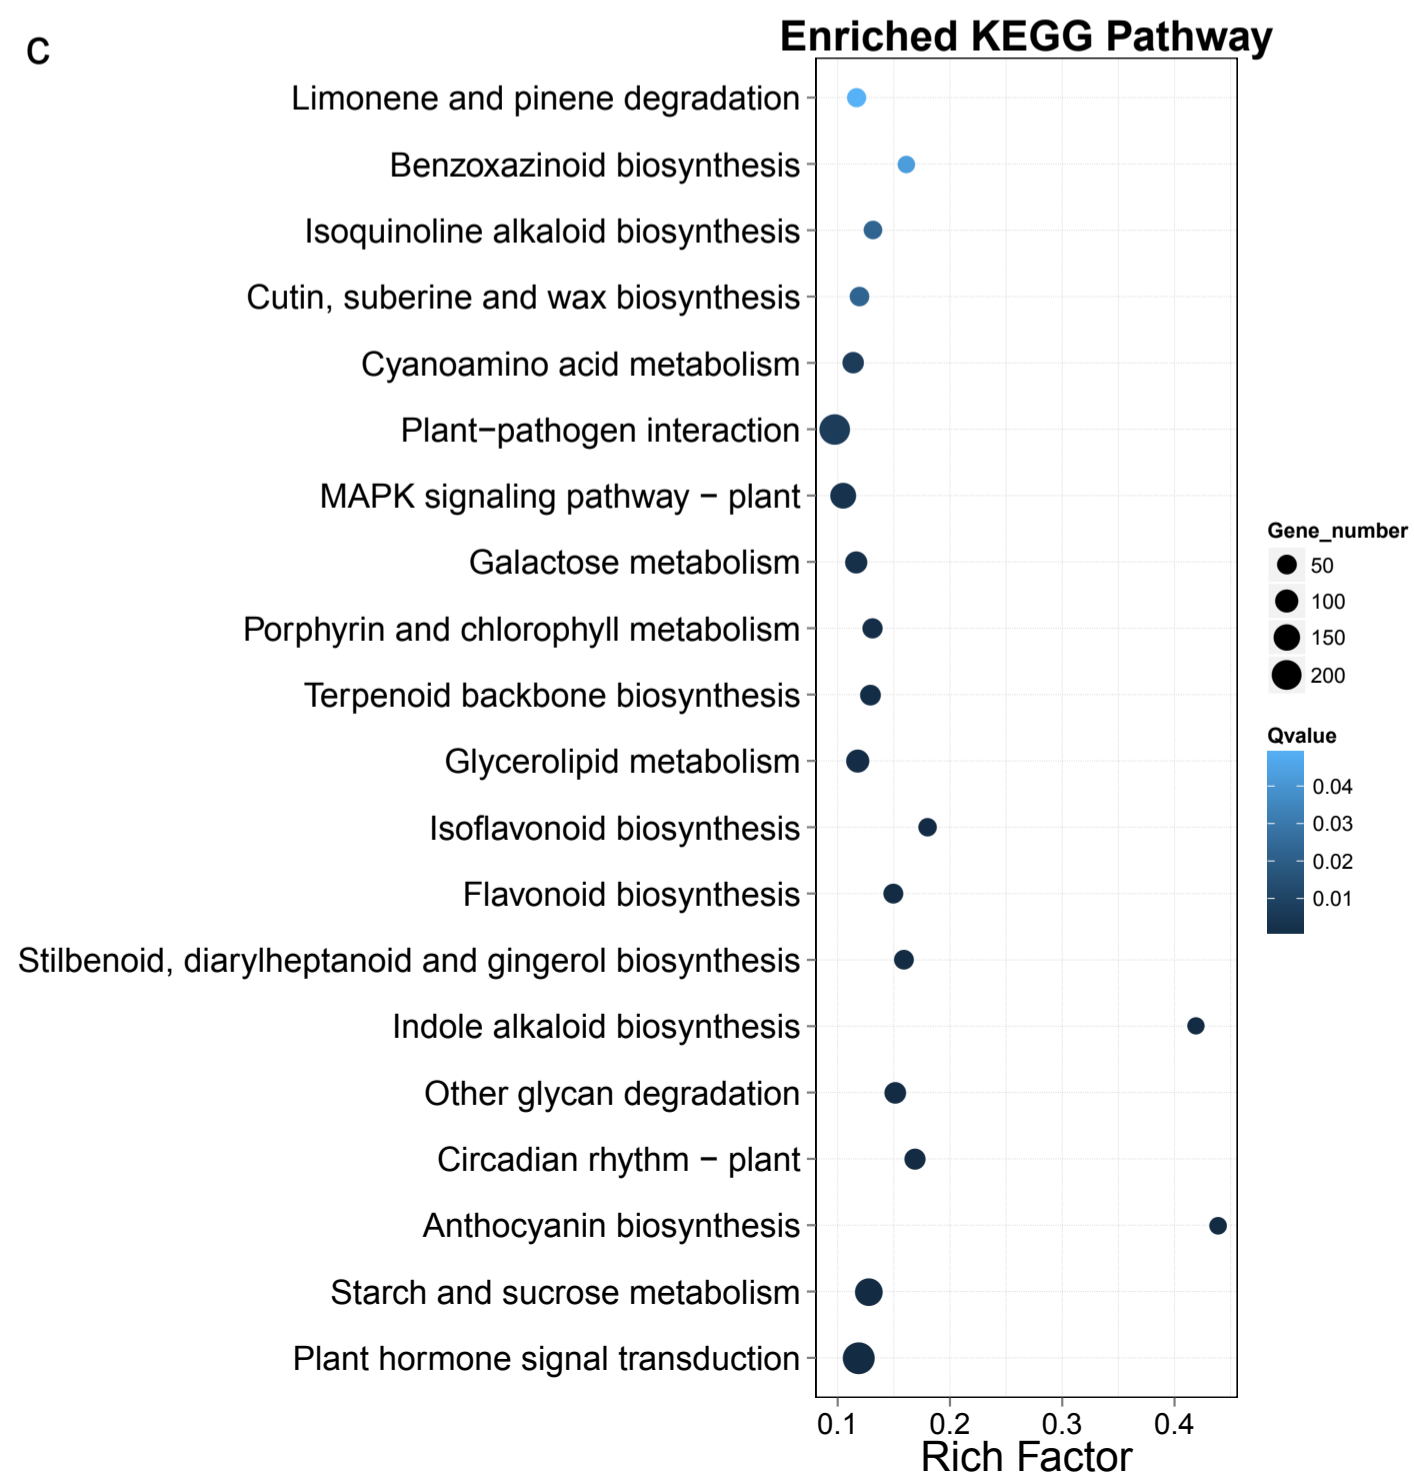 c
Enriched KEGG Pathway
Limonene and pinene degradation
Benzoxazinoid biosynthesis
Isoquinoline alkaloid biosynthesis
Cutin, suberine and wax biosynthesis
Cyanoamino acid metabolism
Plant−pathogen interaction
MAPK signaling pathway − plant
Galactose metabolism
Porphyrin and chlorophyll metabolism
Terpenoid backbone biosynthesis
Glycerolipid metabolism
Isoflavonoid biosynthesis
Flavonoid biosynthesis
Stilbenoid, diarylheptanoid and gingerol biosynthesis
Indole alkaloid biosynthesis
Other glycan degradation
Circadian rhythm − plant
Anthocyanin biosynthesis
Starch and sucrose metabolism
Plant hormone signal transduction
0.1 0.2 0.3 0.4
Rich Factor
Gene_number
50
100
150
200
Qvalue
0.04
0.03
0.02
0.01